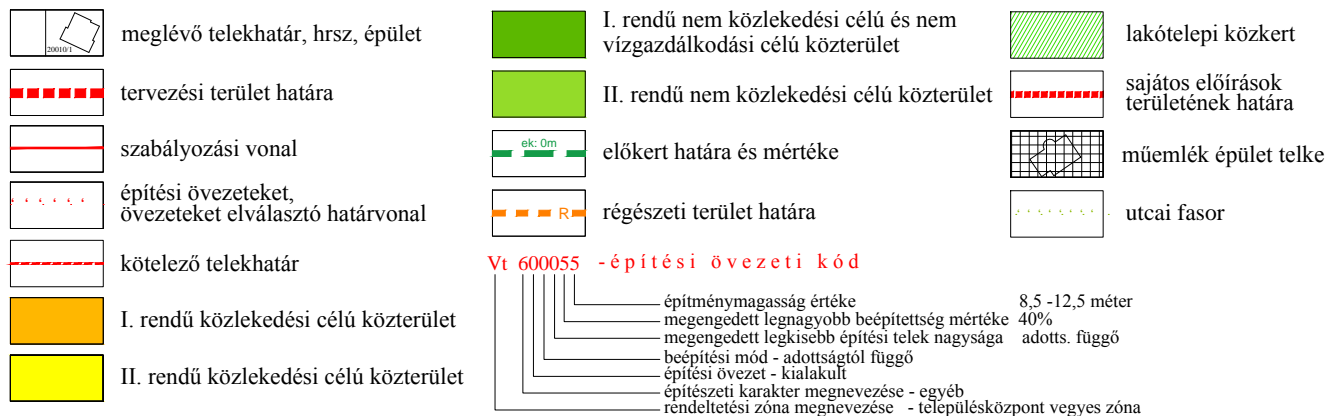 20010/1
meglévő telekhatár, hrsz, épület
tervezési terület határa
szabályozási vonal
építési övezeteket,
övezeteket elválasztó határvonal
kötelező telekhatár
I. rendű közlekedési célú közterület
II. rendű közlekedési célú közterület
I. rendű nem közlekedési célú és nem
vízgazdálkodási célú közterület
II. rendű nem közlekedési célú közterület
ek: 0m
előkert határa és mértéke
R
régészeti terület határa
lakótelepi közkert
sajátos előírások
területének határa
műemlék épület telke
utcai fasor
Vt 600055 -építési övezeti kód
építménymagasság értéke 8,5 -12,5 méter
megengedett legnagyobb beépítettség mértéke 40%
megengedett legkisebb építési telek nagysága adotts. függő
beépítési mód - adottságtól függő
építési övezet - kialakult
építészeti karakter megnevezése - egyéb
rendeltetési zóna megnevezése - településközpont vegyes zóna